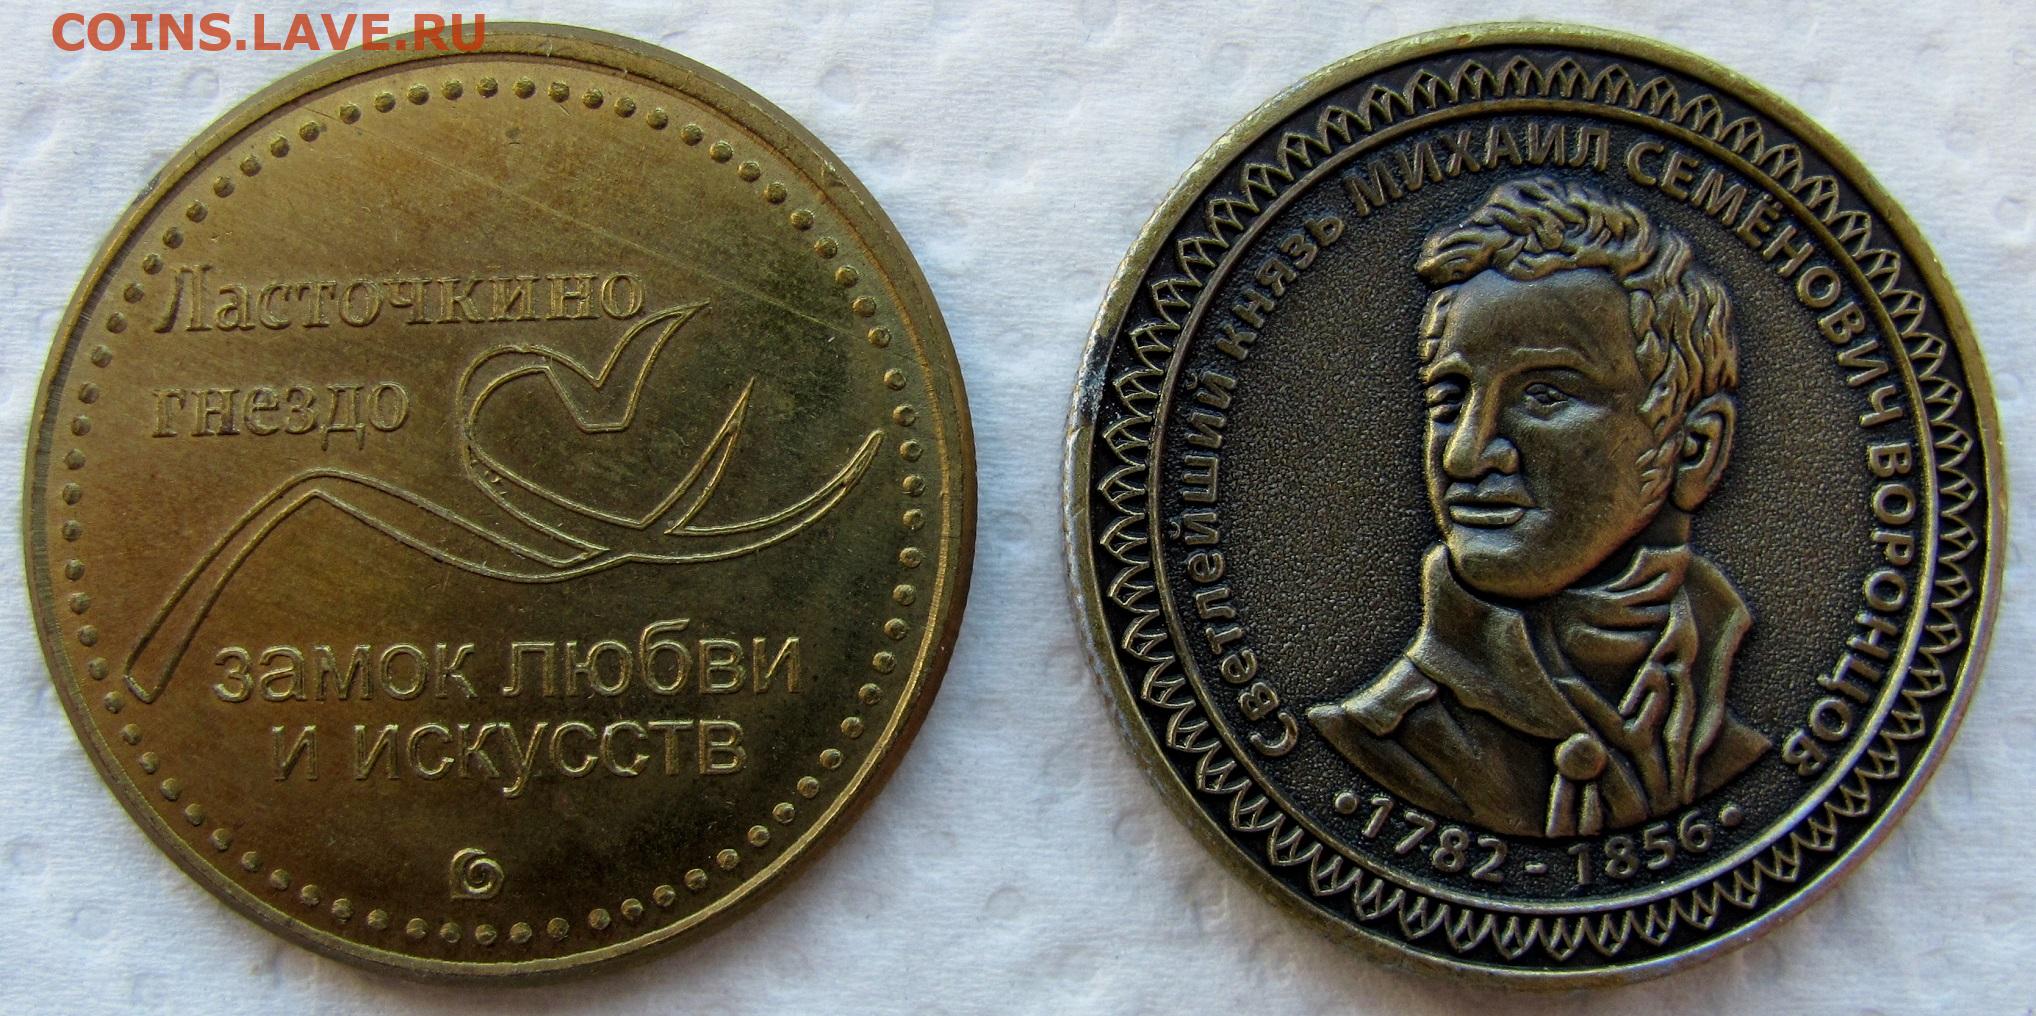 COINS.LAVE.RU
Ласточкино
гнездо
замок любви
и искусств
Светлейший князь МИХАИЛ СЕМЁНОВИЧ ВОРОНЦОВ
•1782 - 1856•